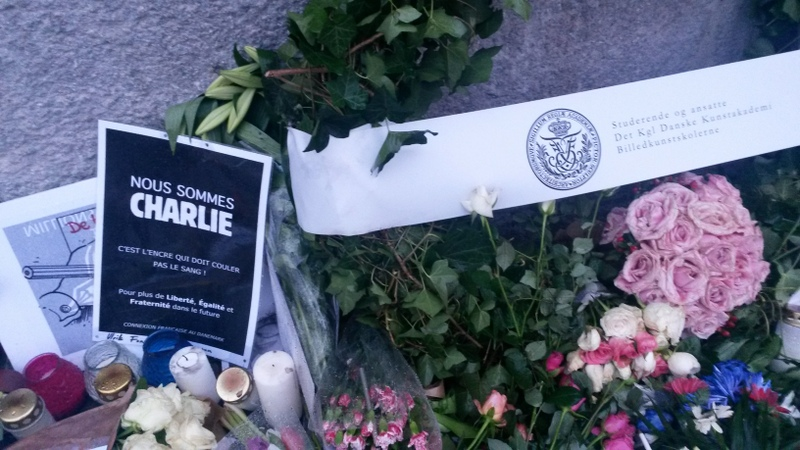 NOUS SOMMES
CHARLIE
C'EST L'ENCRE QUI DOIT COULER
PAS LE SANG !
Pour plus de Liberté, Égalité et
Fraternité dans le future
CONNEXION FRANÇAISE AU DANEMARK
Studerende og ansatte
Det Kgl Danske Kunstakademi
Billedkunstskolerne